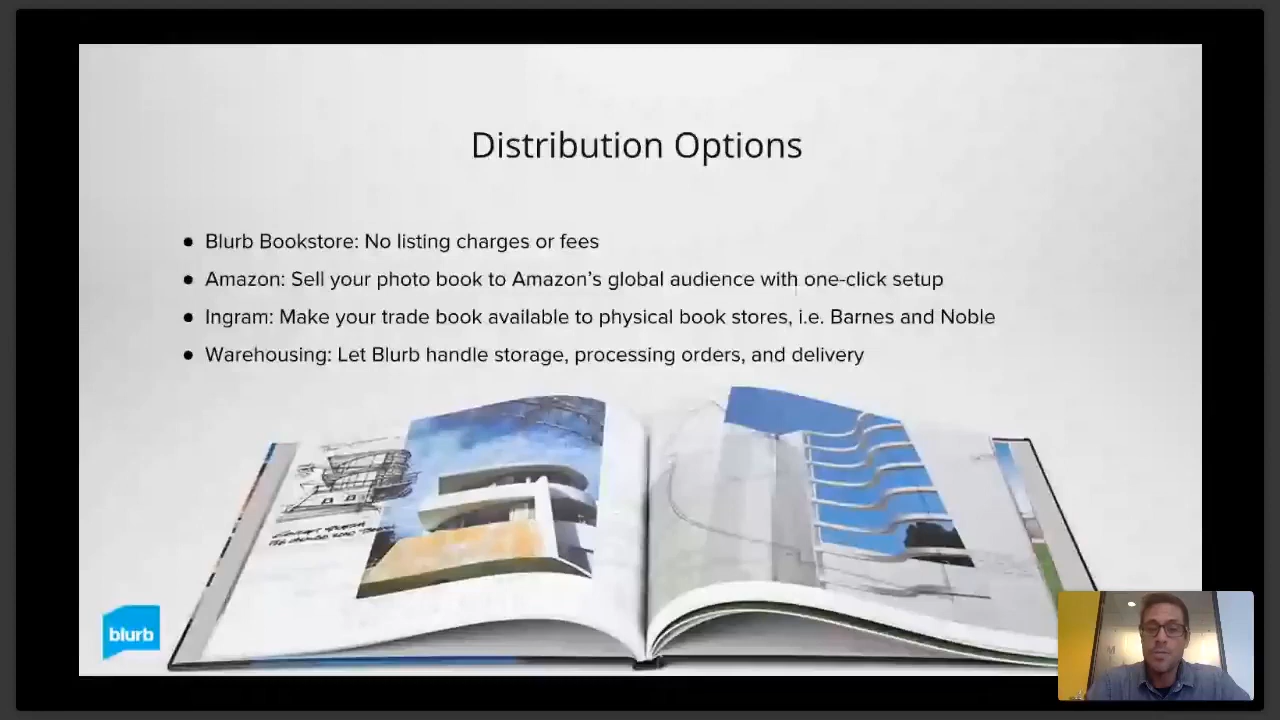 Distribution Options
● Blurb Bookstore: No listing charges or fees
● Amazon: Sell your photo book to Amazon’s global audience with one-click setup
● Ingram: Make your trade book available to physical book stores, i.e. Barnes and Noble
● Warehousing: Let Blurb handle storage, processing orders, and delivery
blurb